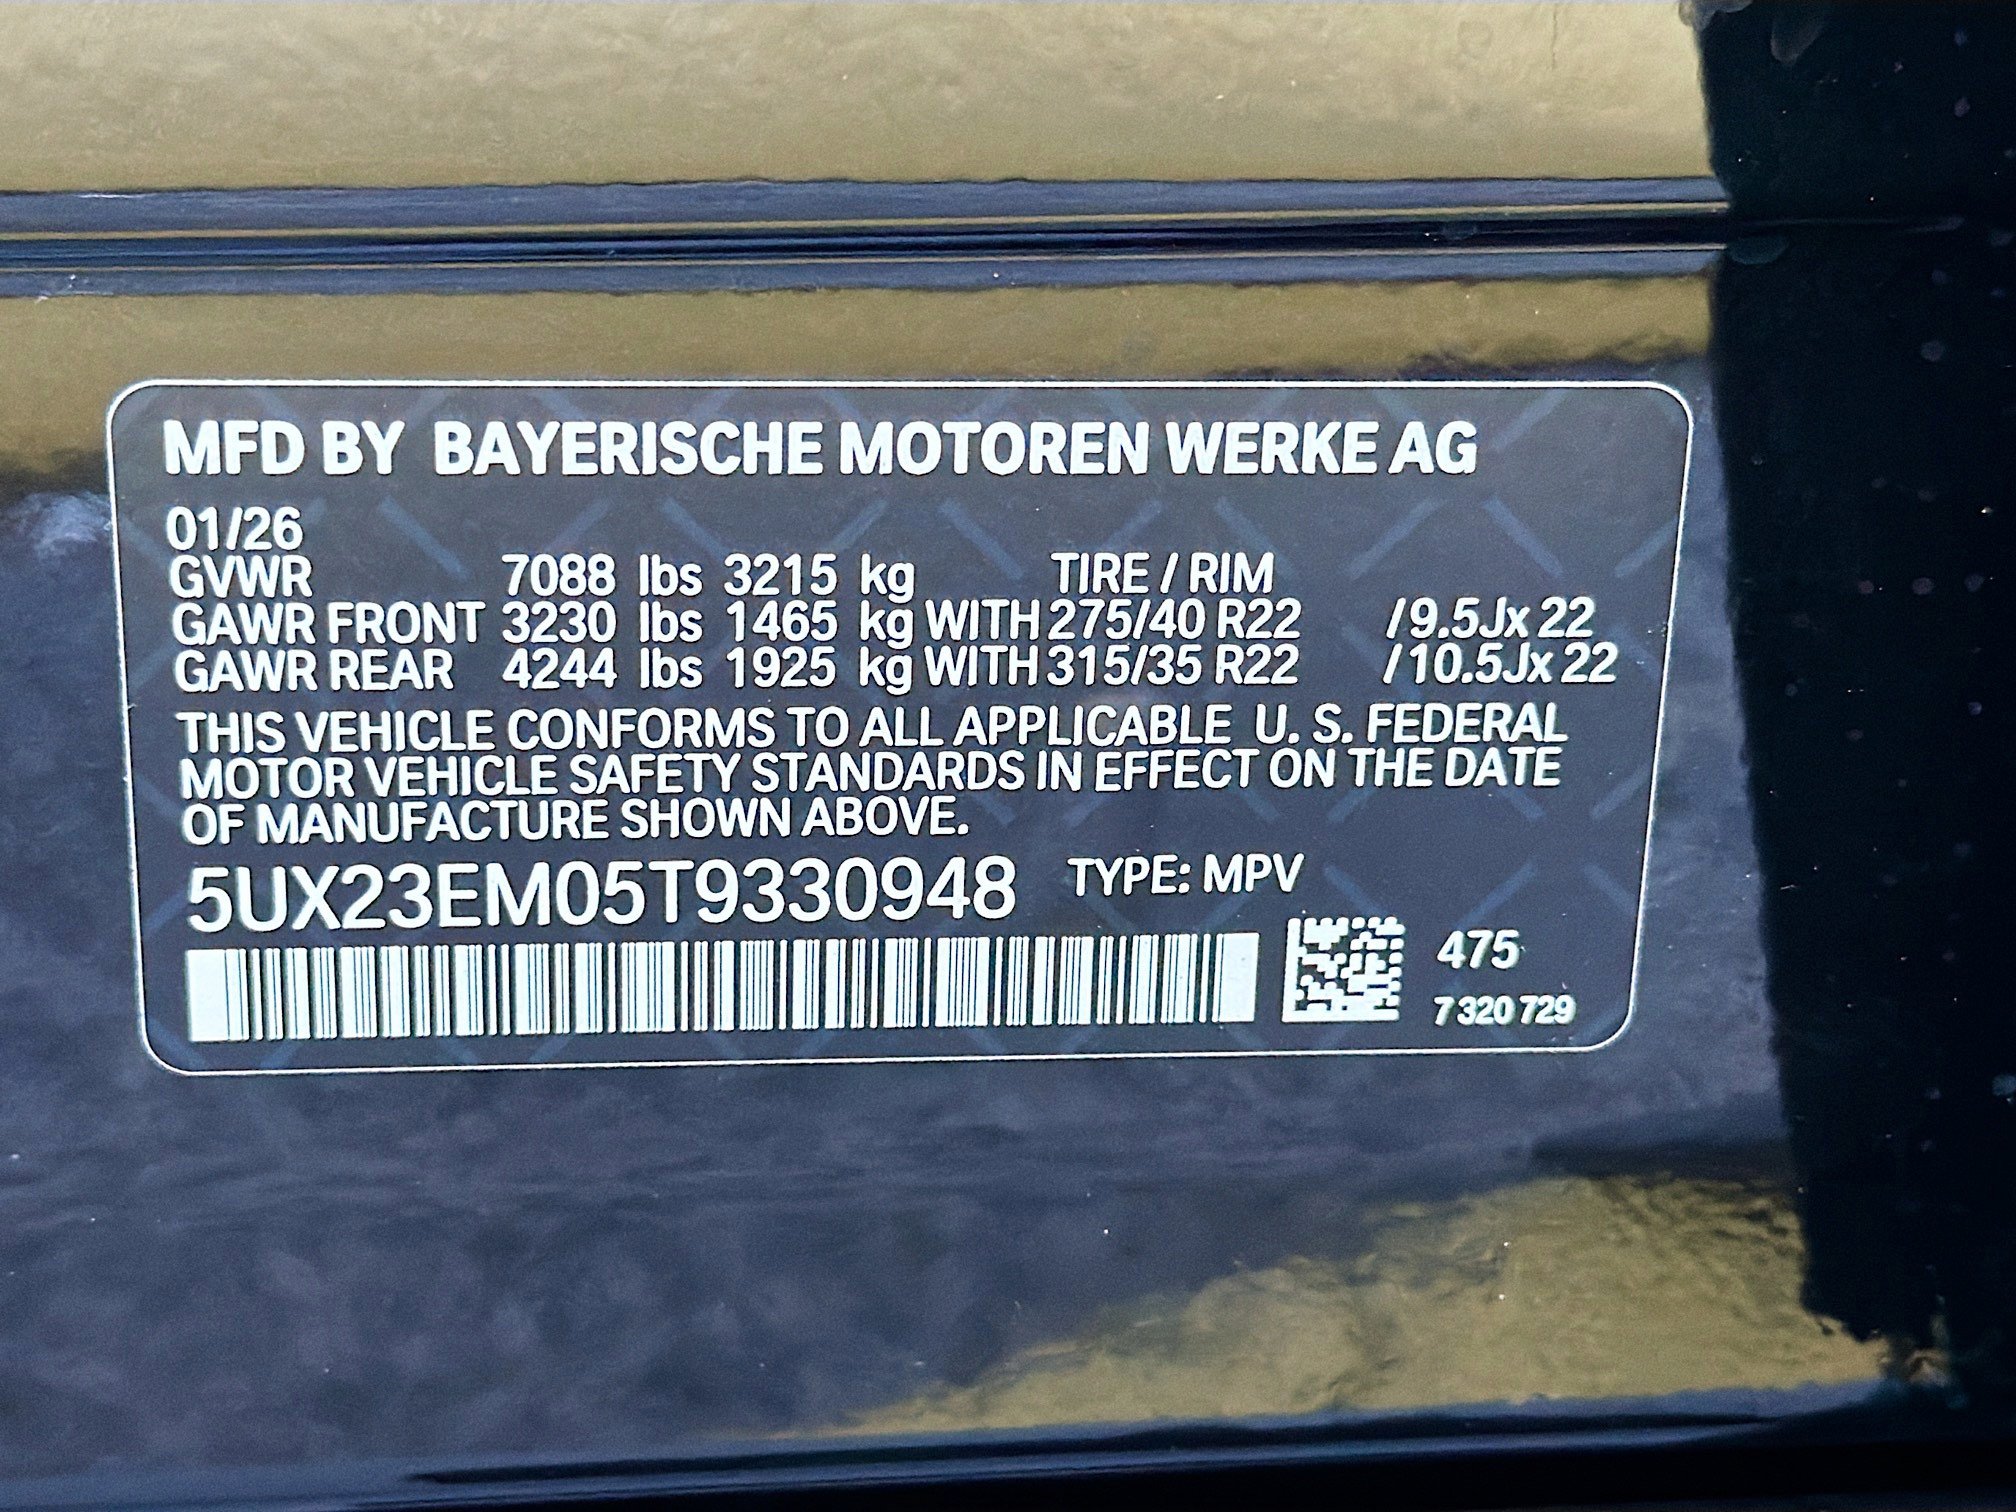 MFD BY BAYERISCHE MOTOREN WERKE AG
01/26
GVWR 7088 lbs 3215 kg TIRE / RIM
GAWR FRONT 3230 lbs 1465 kg WITH 275/40 R22 /9.5Jx 22
GAWR REAR 4244 lbs 1925 kg WITH 315/35 R22 /10.5Jx 22
THIS VEHICLE CONFORMS TO ALL APPLICABLE U. S. FEDERAL
MOTOR VEHICLE SAFETY STANDARDS IN EFFECT ON THE DATE
OF MANUFACTURE SHOWN ABOVE.
5UX23EM05T9330948 TYPE: MPV
475
7 320 729